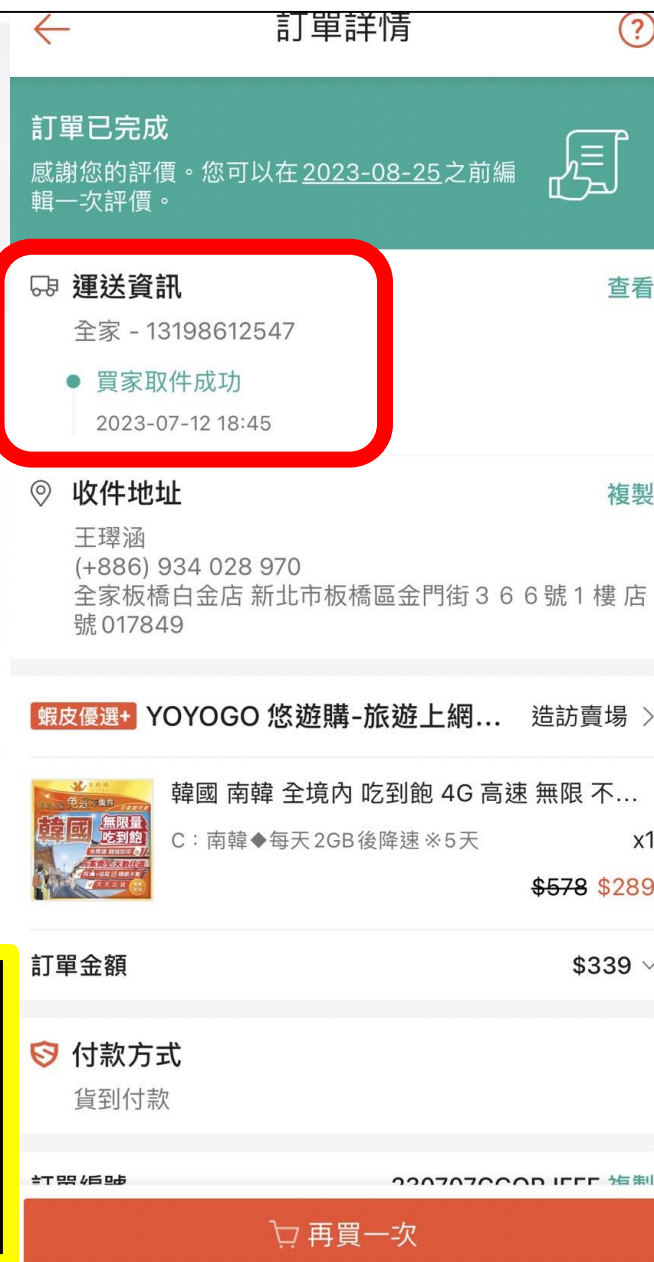 訂單詳情
訂單已完成
感謝您的評價。您可以在2023-08-25之前編
輯一次評價。
運送資訊
查看
全家 - 13198612547
買家取件成功
2023-07-12 18:45
收件地址
複製
王璻涵
(+886) 934 028 970
全家板橋白金店 新北市板橋區金門街３６６號１樓 店
號017849
蝦皮優選+ YOYOGO 悠遊購-旅遊上網... 造訪賣場 >
韓國 南韓 全境內 吃到飽 4G 高速 無限 不...
C：南韓◆每天2GB後降速※5天
x1
$578 $289
韓國
無限量
吃到飽
訂單金額
$339
付款方式
貨到付款
訂單編號
複製
再買一次